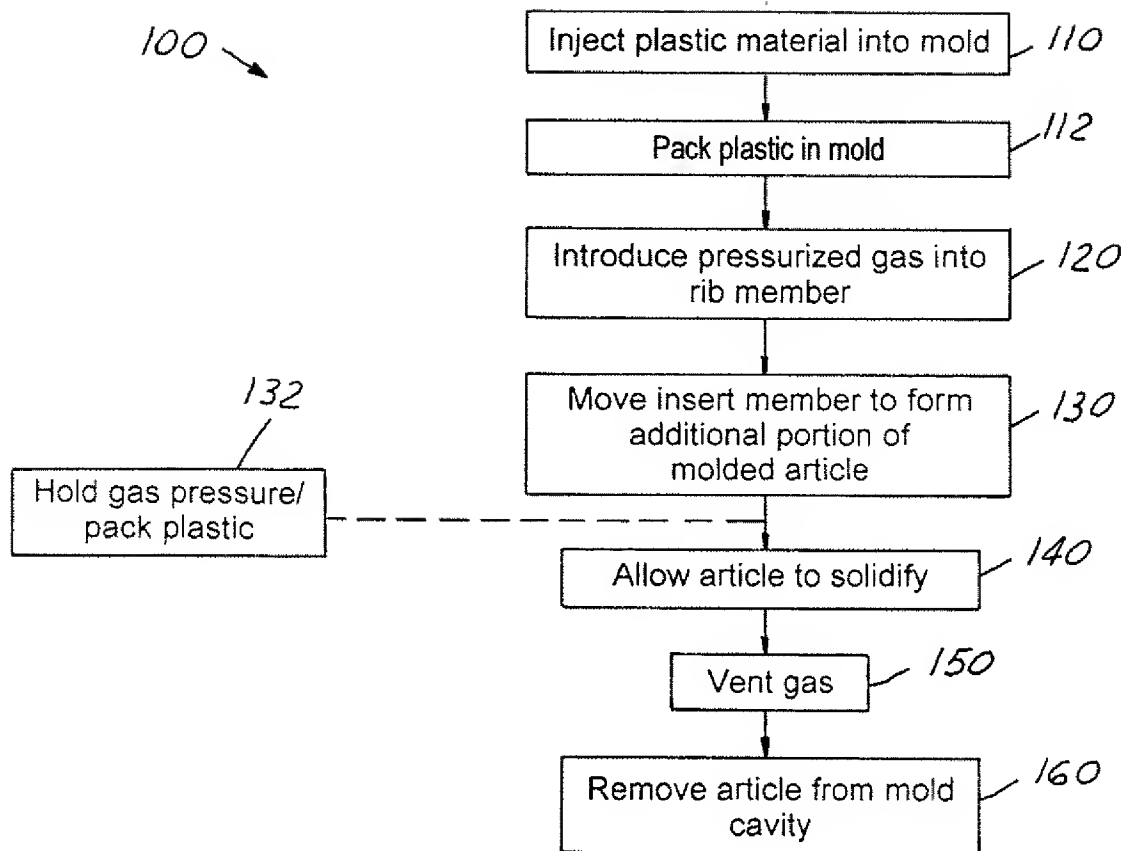 100
Inject plastic material into mold
110
Pack plastic in mold
112
Introduce pressurized gas into
rib member
120
Move insert member to form
additional portion of
molded article
130
132
Hold gas pressure/
pack plastic
Allow article to solidify
140
Vent gas
150
Remove article from mold
cavity
160